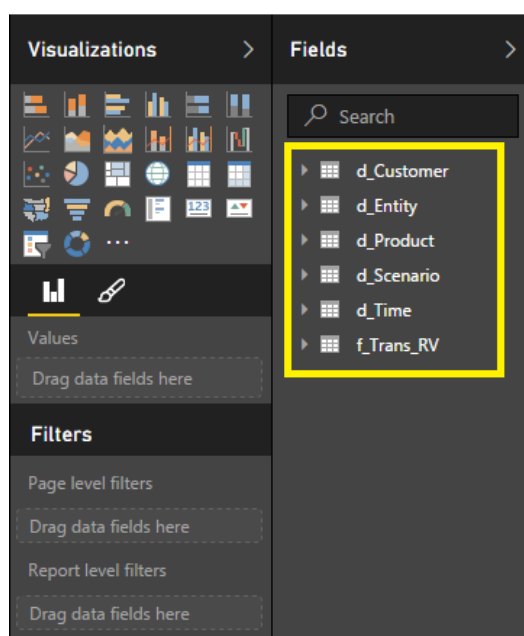 Visualizations
Values
Drag data fields here
Filters
Page level filters
Drag data fields here
Report level filters
Drag data fields here
Fields
Search
d_Customer
d_Entity
d_Product
d_Scenario
d_Time
f_Trans_RV
123